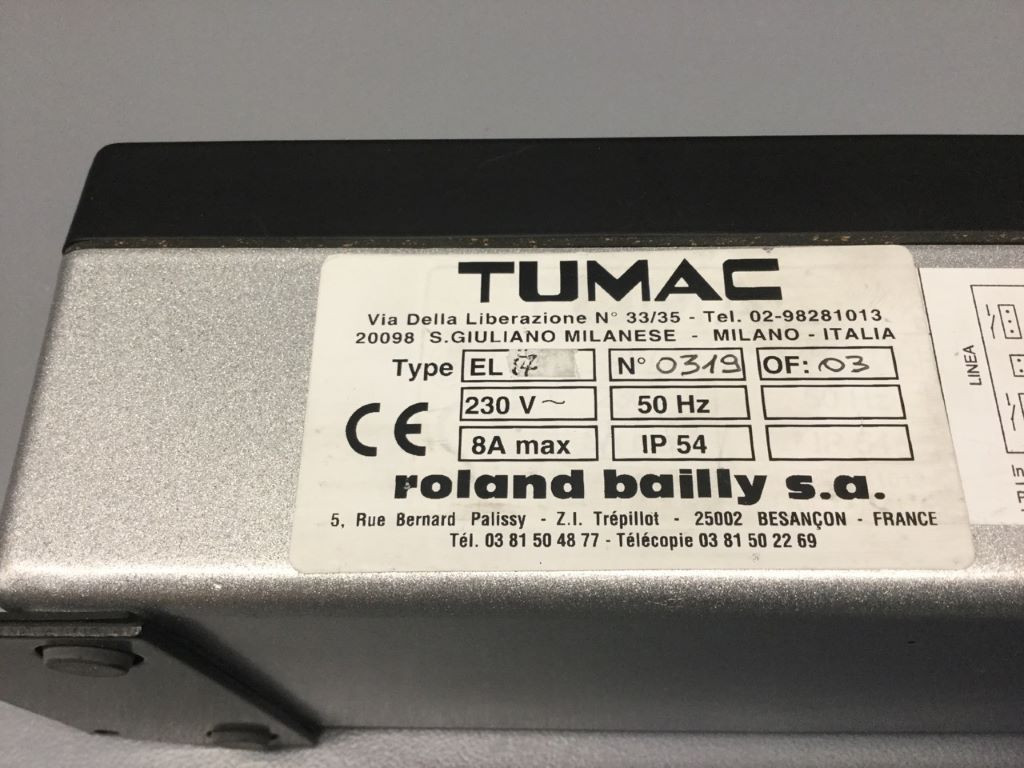 TUMAC
Via Della Liberazione N° 33/35 - Tel. 02-98281013
20098 S.GIULIANO MILANESE - MILANO - ITALIA
Type EL N° 0319 OF: 03
230 V ~ 50 Hz
CE 8A max IP 54
roland bailly s.a.
5, Rue Bernard Palissy - Z.I. Trépillot - 25002 BESANÇON - FRANCE
Tél. 03 81 50 48 77 - Télécopie 03 81 50 22 69
LINEA